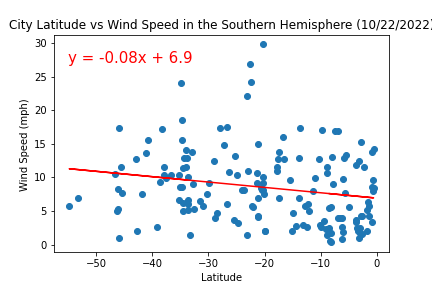 City Latitude vs Wind Speed in the Southern Hemisphere (10/22/2022)
y = -0.08x + 6.9
30
25
20
15
10
5
0
Wind Speed (mph)
−50 −40 −30 −20 −10 0
Latitude